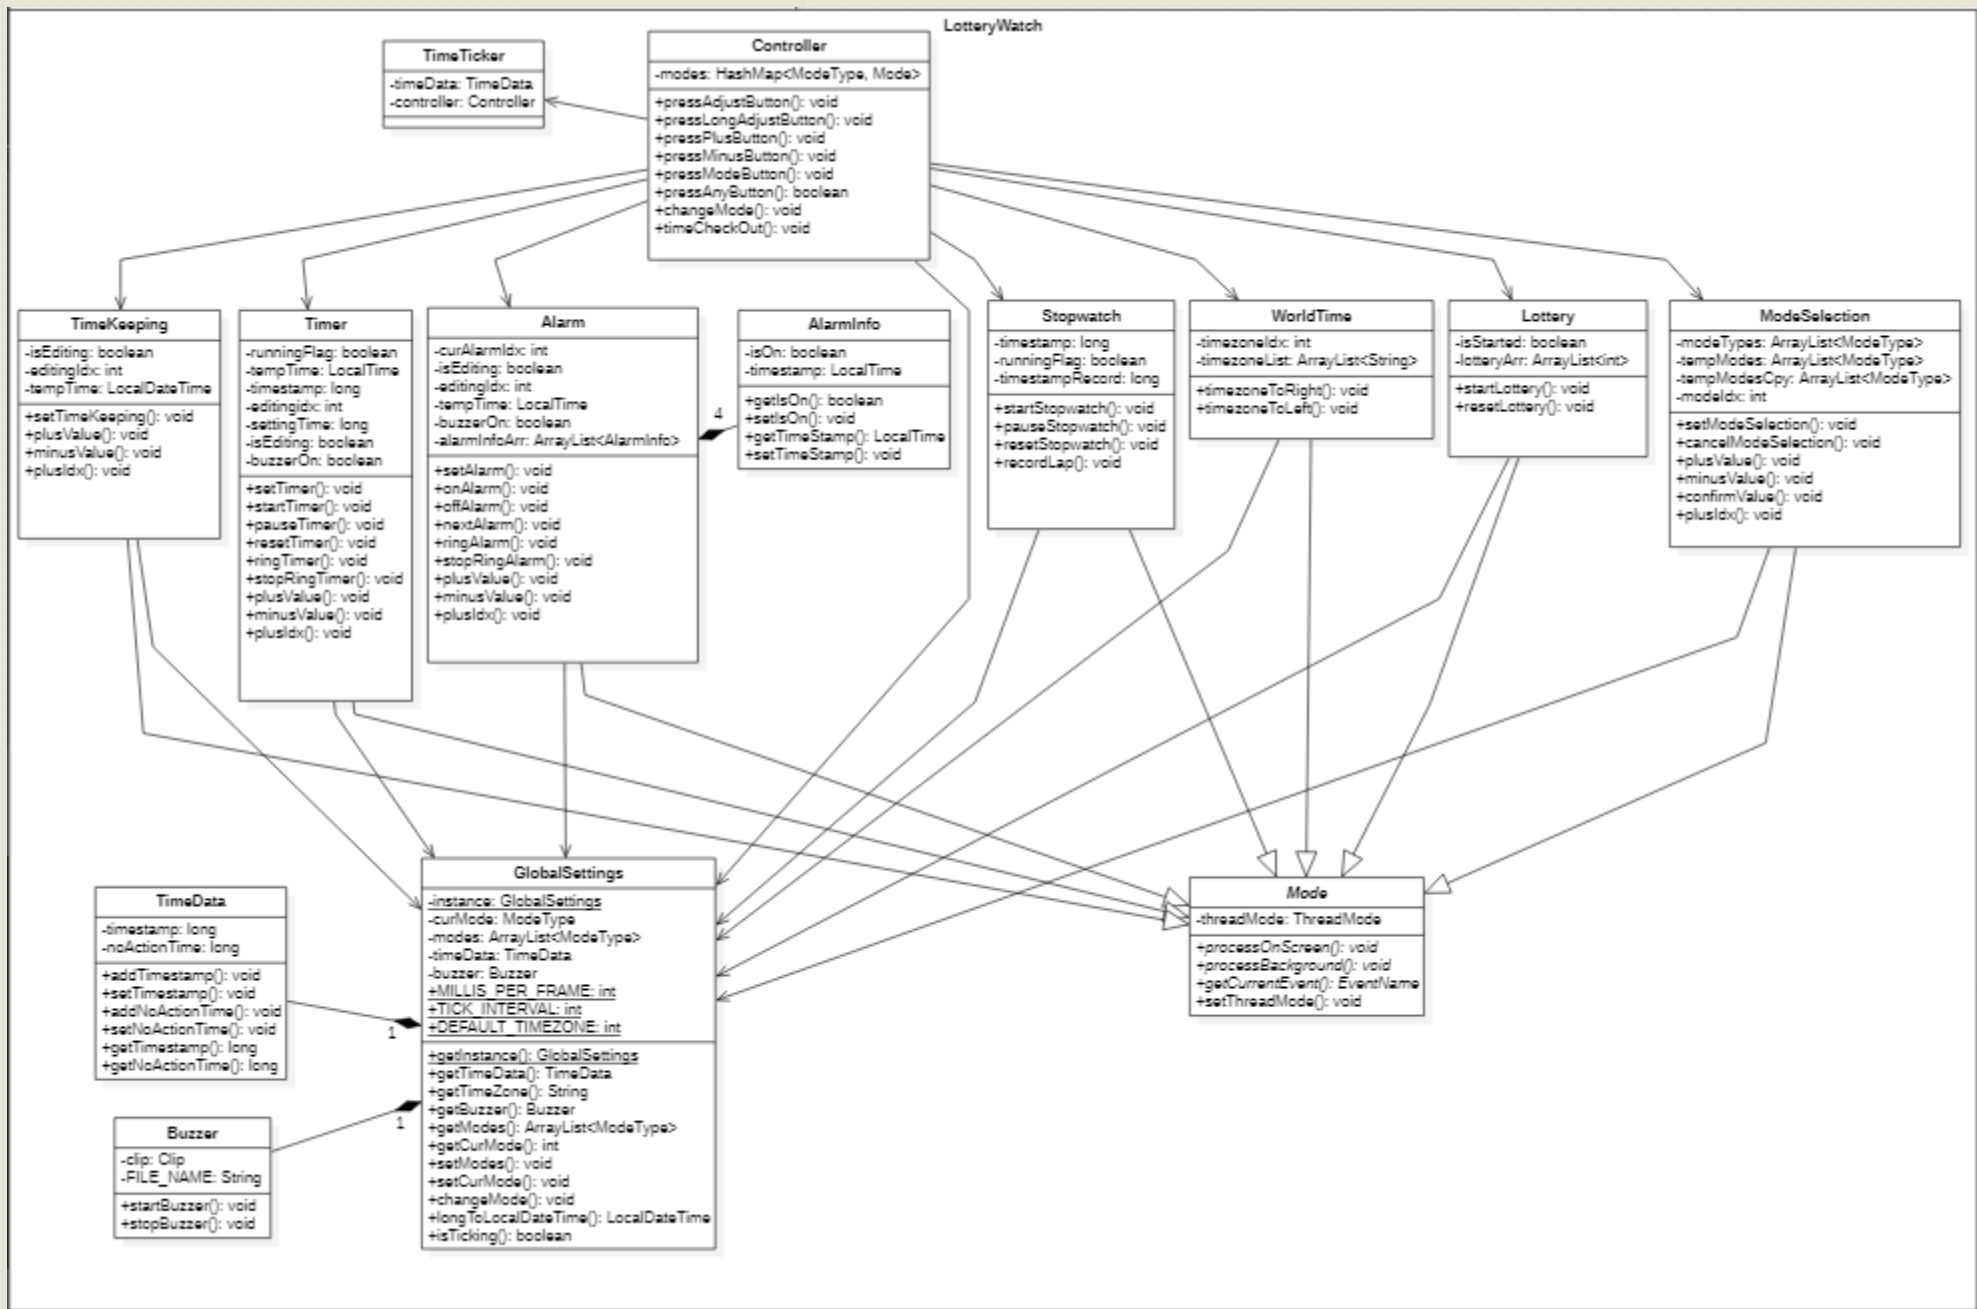 LotteryWatch
TimeTicker
-timeData: TimeData
-controller: Controller
Controller
-modes: HashMap<ModeType, Mode>
+pressAdjustButton(): void
+pressLongAdjustButton(): void
+pressPlusButton(): void
+pressMinusButton(): void
+pressModeButton(): void
+pressAnyButton(): boolean
+changeMode(): void
+timeCheckOut(): void
TimeKeeping
-isEditing: boolean
-editingIdx: int
-tempTime: LocalDateTime
+setTimeKeeping(): void
+plusValue(): void
+minusValue(): void
+plusIdx(): void
Timer
-runningFlag: boolean
-tempTime: LocalTime
-timestamp: long
-editingidx: int
-settingTime: long
-isEditing: boolean
-buzzerOn: boolean
+setTimer(): void
+startTimer(): void
+pauseTimer(): void
+resetTimer(): void
+ringTimer(): void
+stopRingTimer(): void
+plusValue(): void
+minusValue(): void
+plusIdx(): void
Alarm
-curAlarmIdx: int
-isEditing: boolean
-editingIdx: int
-tempTime: LocalTime
-buzzerOn: boolean
-alarmInfoArr: ArrayList<AlarmInfo>
+setAlarm(): void
+onAlarm(): void
+offAlarm(): void
+nextAlarm(): void
+ringAlarm(): void
+stopRingAlarm(): void
+plusValue(): void
+minusValue(): void
+plusIdx(): void
4
AlarmInfo
-isOn: boolean
-timestamp: LocalTime
+getIsOn(): boolean
+setIsOn(): void
+getTimeStamp(): LocalTime
+setTimeStamp(): void
Stopwatch
-timestamp: long
-runningFlag: boolean
-timestampRecord: long
+startStopwatch(): void
+pauseStopwatch(): void
+resetStopwatch(): void
+recordLap(): void
WorldTime
-timezoneIdx: int
-timezoneList: ArrayList<String>
+timezoneToRight(): void
+timezoneToLeft(): void
Lottery
-isStarted: boolean
-lotteryArr: ArrayList<int>
+startLottery(): void
+resetLottery(): void
ModeSelection
-modeTypes: ArrayList<ModeType>
-tempModes: ArrayList<ModeType>
-tempModesCpy: ArrayList<ModeType>
-modeIdx: int
+setModeSelection(): void
+cancelModeSelection(): void
+plusValue(): void
+minusValue(): void
+confirmValue(): void
+plusIdx(): void
TimeData
-timestamp: long
-noActionTime: long
+addTimestamp(): void
+setTimestamp(): void
+addNoActionTime(): void
+setNoActionTime(): void
+getTimestamp(): long
+getNoActionTime(): long
1
Buzzer
-clip: Clip
-FILE_NAME: String
+startBuzzer(): void
+stopBuzzer(): void
1
GlobalSettings
-instance: GlobalSettings
-curMode: ModeType
-modes: ArrayList<ModeType>
-timeData: TimeData
-buzzer: Buzzer
+MILLIS_PER_FRAME: int
+TICK_INTERVAL: int
+DEFAULT_TIMEZONE: int
+getInstance(): GlobalSettings
+getTimeData(): TimeData
+getTimeZone(): String
+getBuzzer(): Buzzer
+getModes(): ArrayList<ModeType>
+getCurMode(): int
+setModes(): void
+setCurMode(): void
+changeMode(): void
+longToLocalDateTime(): LocalDateTime
+isTicking(): boolean
Mode
-threadMode: ThreadMode
+processOnScreen(): void
+processBackground(): void
+getCurrentEvent(): EventName
+setThreadMode(): void